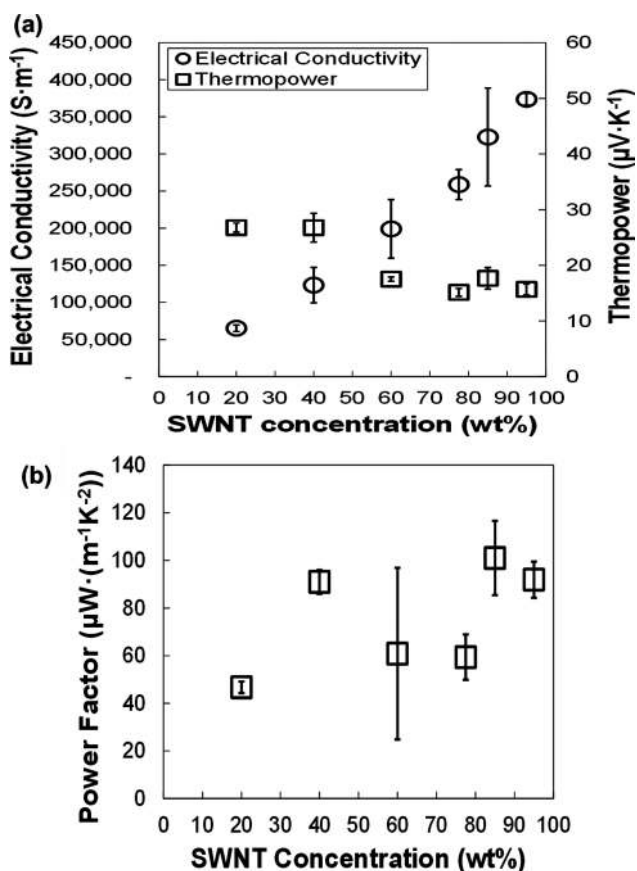 (a)
Electrical Conductivity (S·m⁻¹)
450,000
400,000
350,000
300,000
250,000
200,000
150,000
100,000
50,000
-
Electrical Conductivity
Thermopower
60
50
40
30
20
10
0
Thermopower (µV·K⁻¹)
0 10 20 30 40 50 60 70 80 90 100
SWNT concentration (wt%)
(b)
Power Factor (µW·(m⁻¹K⁻²)
140
120
100
80
60
40
20
0
0 10 20 30 40 50 60 70 80 90 100
SWNT Concentration (wt%)